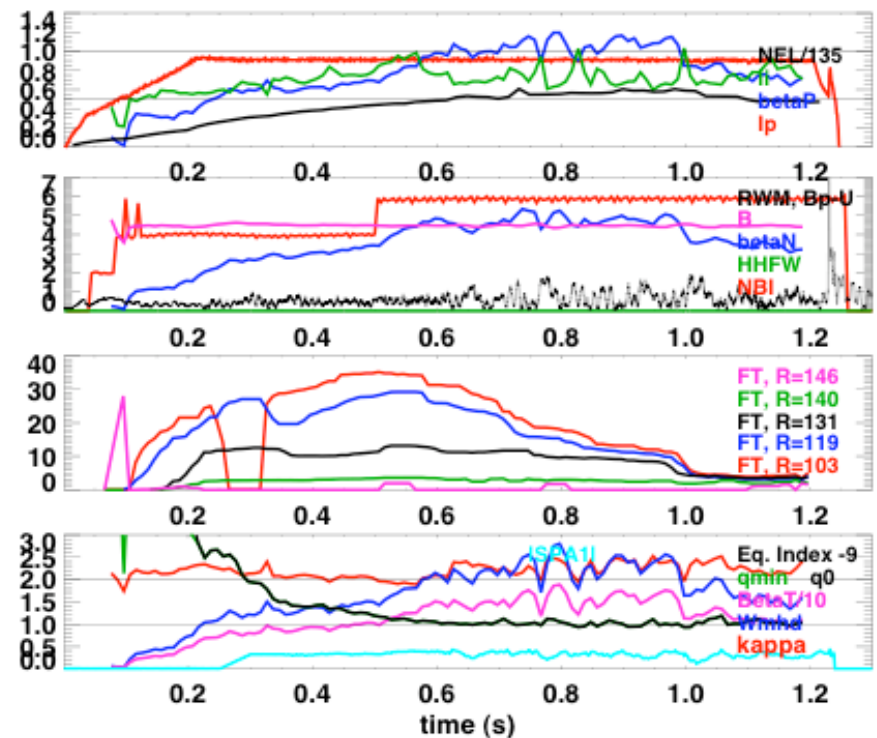 1.4
1.2
1.0
0.8
0.6
0.4
0.2
0.0
NEL/135
li
betaP
Ip
0.2 0.4 0.6 0.8 1.0 1.2
7
6
5
4
3
2
1
0
RWM, Bp-U
B
betaN
HHFW
NBI
0.2 0.4 0.6 0.8 1.0 1.2
40
30
20
10
0
FT, R=146
FT, R=140
FT, R=131
FT, R=119
FT, R=103
0.2 0.4 0.6 0.8 1.0 1.2
3.0
2.5
2.0
1.5
1.0
0.5
0.0
|SPA1|
Eq. Index -9
qmin q0
BetaT/10
Wmhd
kappa
0.2 0.4 0.6 0.8 1.0 1.2
time (s)